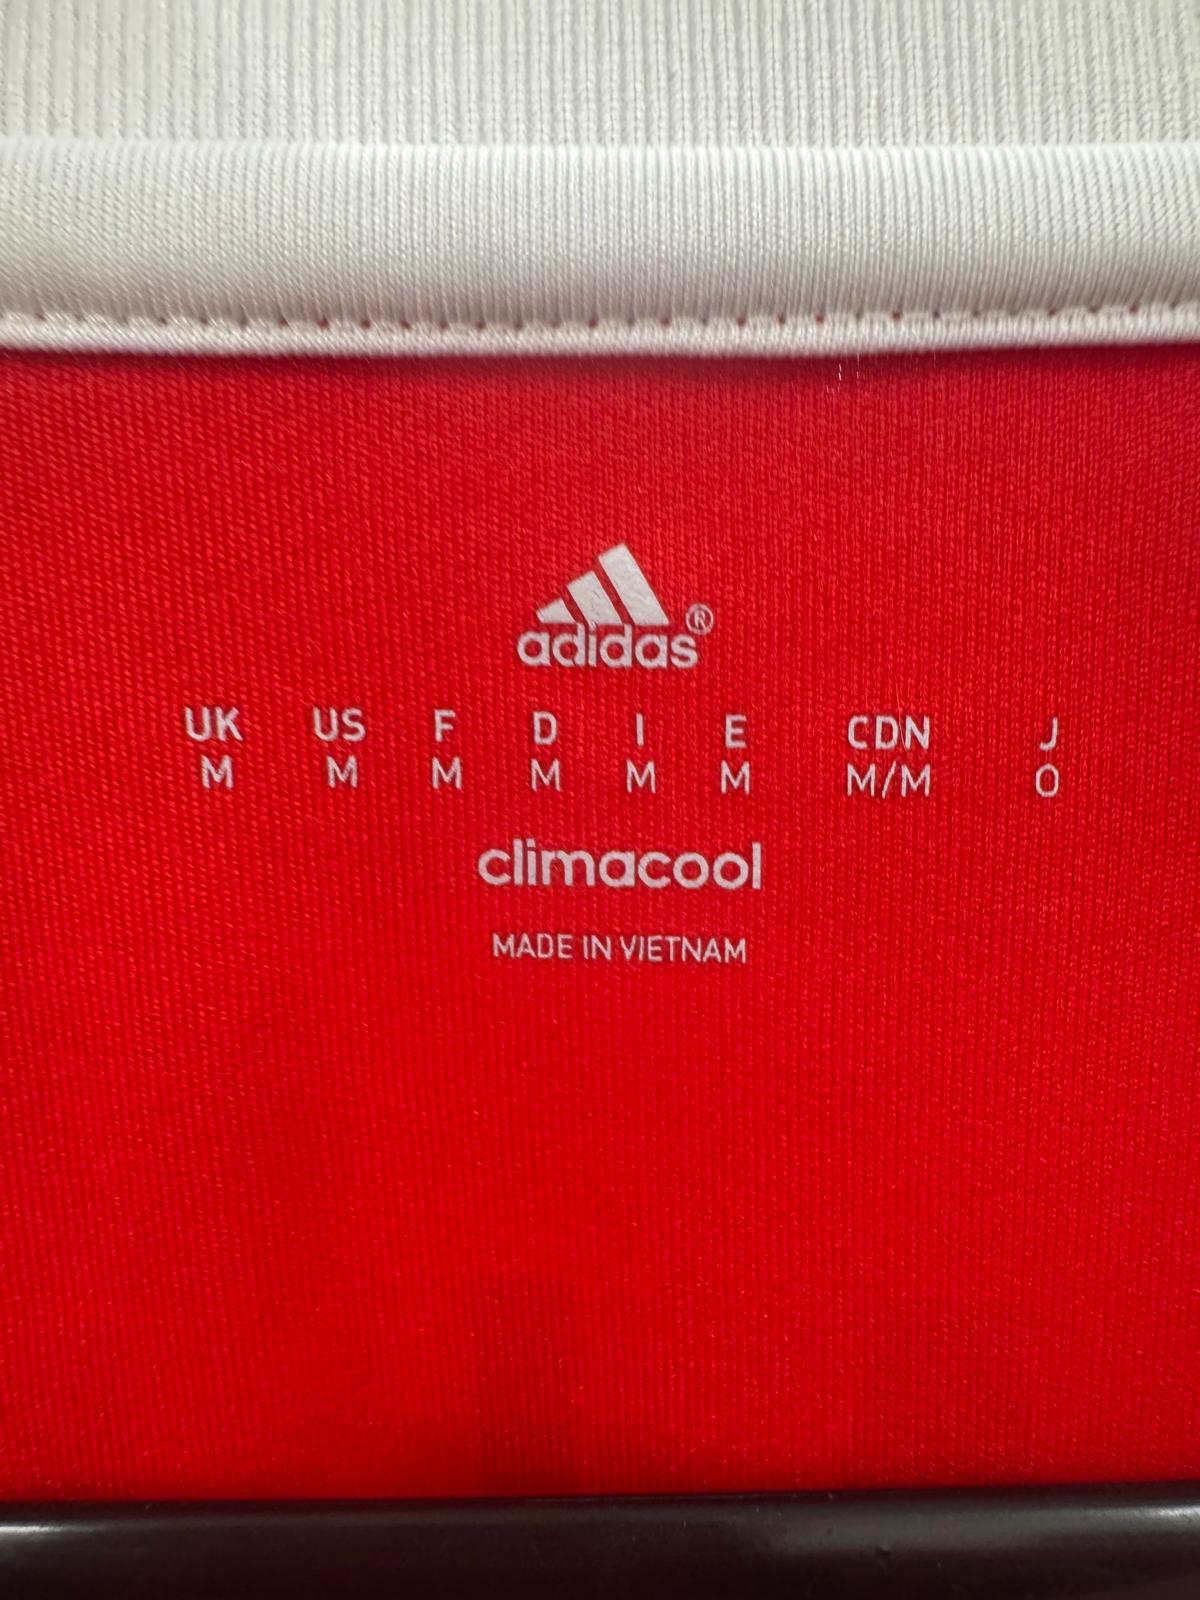 adidas®
UK US F D I E CDN J
M M M M M M M/M O
climacool
MADE IN VIETNAM